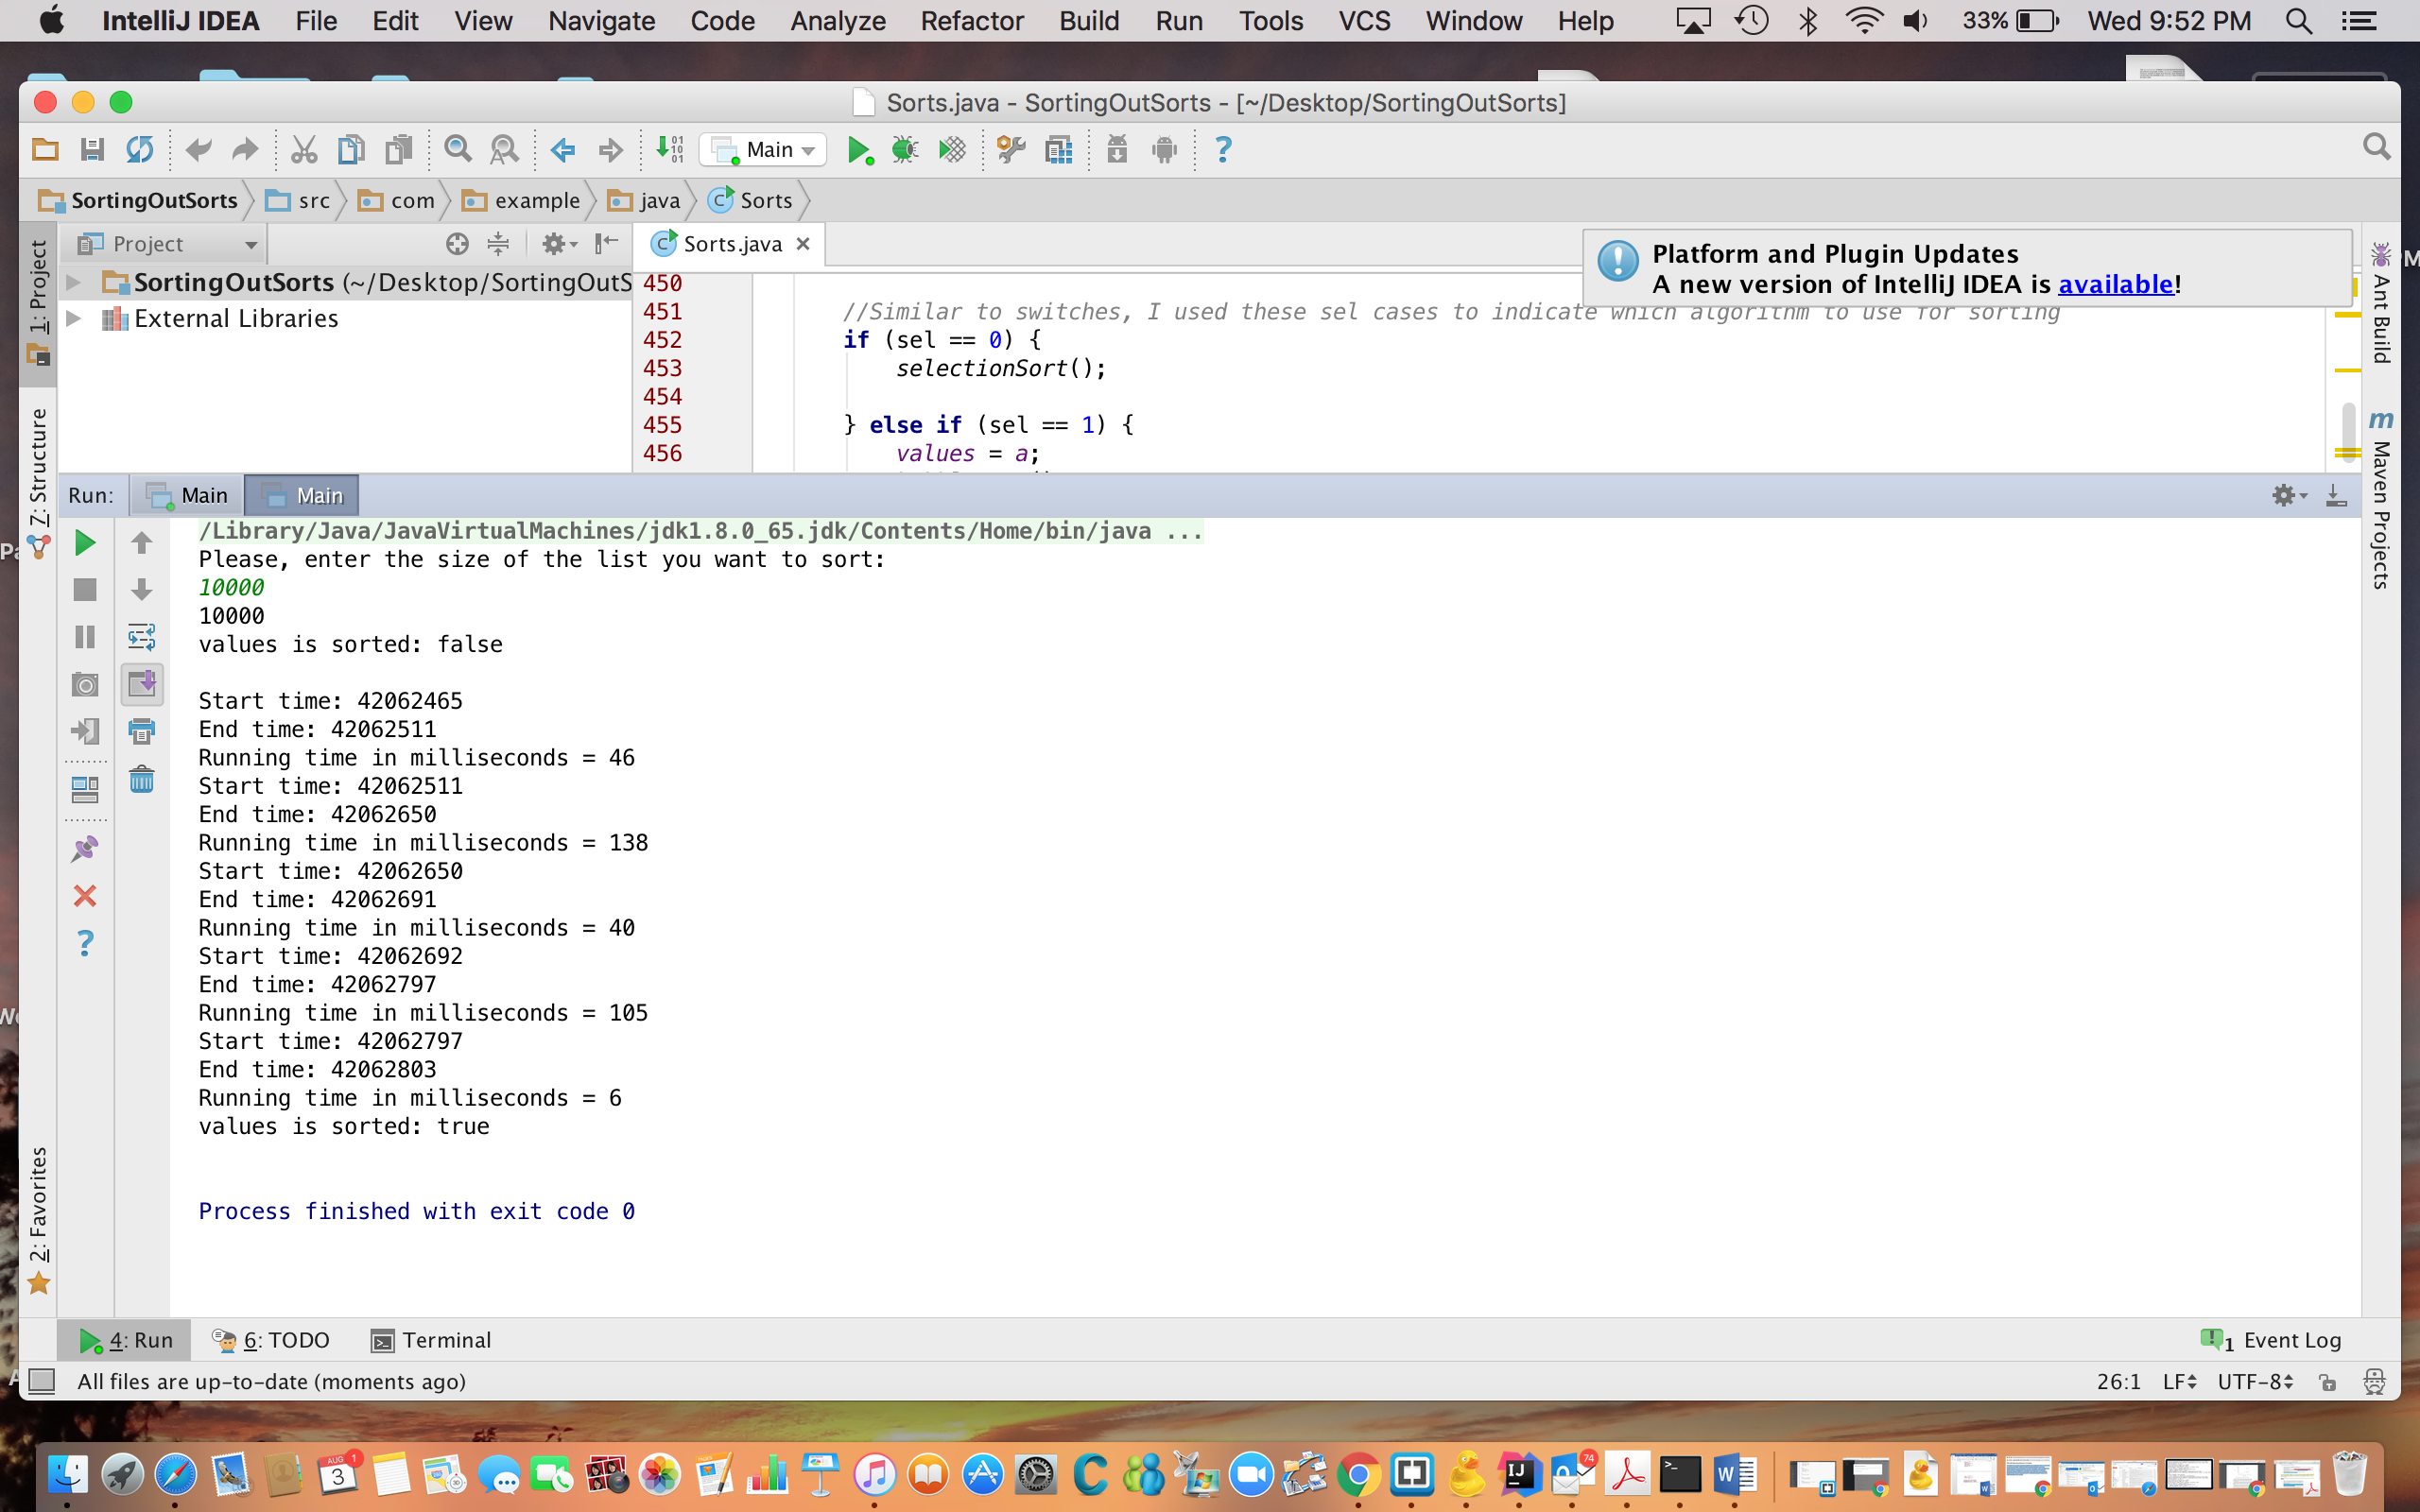 IntelliJ IDEA File Edit View Navigate Code Analyze Refactor Build Run Tools VCS Window Help 33% Wed 9:52 PM
Sorts.java - SortingOutSorts - [~/Desktop/SortingOutSorts]
Main
SortingOutSorts src com example java Sorts
1: Project
Project
Sorts.java
SortingOutSorts (~/Desktop/SortingOutS
External Libraries
Platform and Plugin Updates
A new version of IntelliJ IDEA is available!
450
451 //Similar to switches, I used these sel cases to indicate which algorithm to use for sorting
452 if (sel == 0) {
453 selectionSort();
454
455 } else if (sel == 1) {
456 values = a;
Ant Build
Maven Projects
Z: Structure
Run: Main Main
/Library/Java/JavaVirtualMachines/jdk1.8.0_65.jdk/Contents/Home/bin/java ...
Please, enter the size of the list you want to sort:
10000
10000
values is sorted: false
Start time: 42062465
End time: 42062511
Running time in milliseconds = 46
Start time: 42062511
End time: 42062650
Running time in milliseconds = 138
Start time: 42062650
End time: 42062691
Running time in milliseconds = 40
Start time: 42062692
End time: 42062797
Running time in milliseconds = 105
Start time: 42062797
End time: 42062803
Running time in milliseconds = 6
values is sorted: true
Process finished with exit code 0
2: Favorites
4: Run 6: TODO Terminal 1 Event Log
All files are up-to-date (moments ago) 26:1 LF UTF-8
AUG 3 1 74